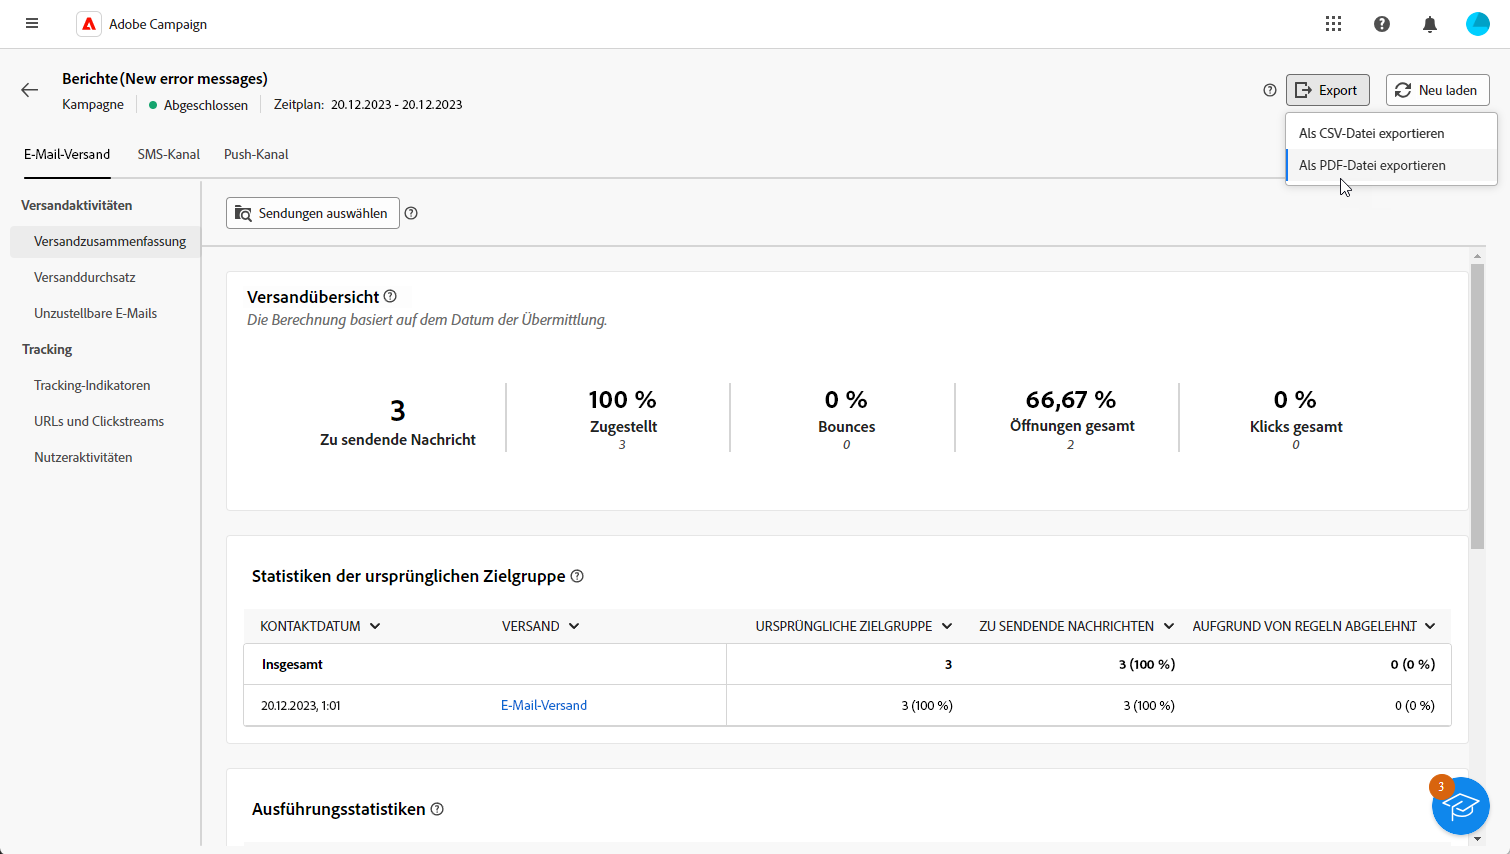 Adobe Campaign
Berichte(New error messages)
Kampagne Abgeschlossen Zeitplan: 20.12.2023 - 20.12.2023
Export
Neu laden
Als CSV-Datei exportieren
Als PDF-Datei exportieren
E-Mail-Versand SMS-Kanal Push-Kanal
Versandaktivitäten
Versandzusammenfassung
Versanddurchsatz
Unzustellbare E-Mails
Tracking
Tracking-Indikatoren
URLs und Clickstreams
Nutzeraktivitäten
Sendungen auswählen
Versandübersicht
Die Berechnung basiert auf dem Datum der Übermittlung.
3
Zu sendende Nachricht
100 %
Zugestellt
3
0 %
Bounces
0
66,67 %
Öffnungen gesamt
2
0 %
Klicks gesamt
0
Statistiken der ursprünglichen Zielgruppe
KONTAKTDATUM VERSAND URSPRÜNGLICHE ZIELGRUPPE ZU SENDENDE NACHRICHTEN AUFGRUND VON REGELN ABGELEHNT
Insgesamt 3 3 (100 %) 0 (0 %)
20.12.2023, 1:01 E-Mail-Versand 3 (100 %) 3 (100 %) 0 (0 %)
Ausführungsstatistiken
3